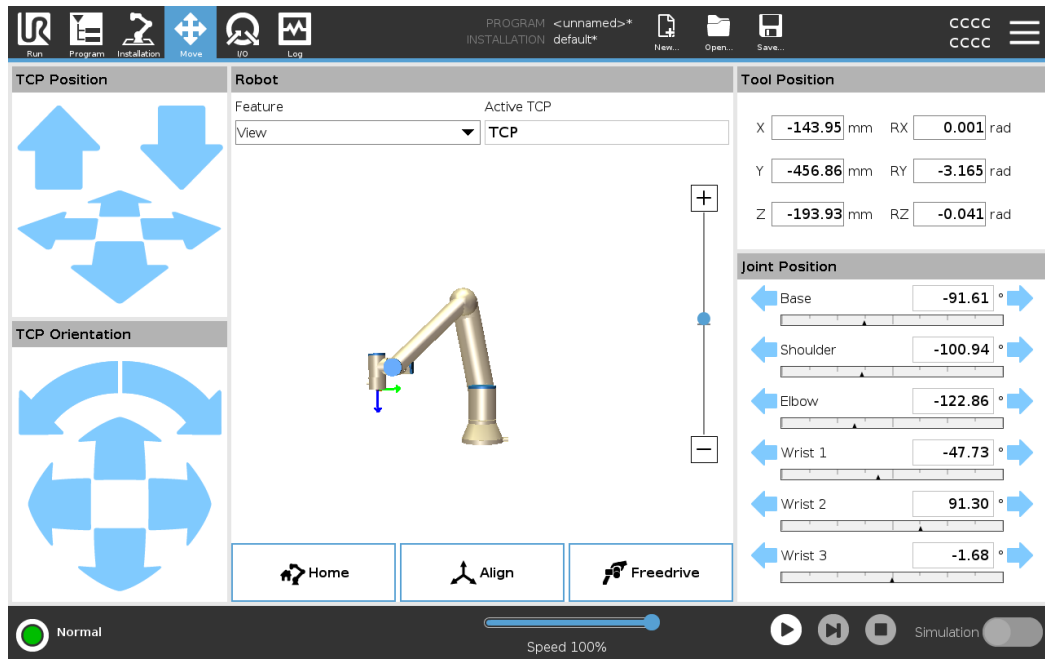 UR
PROGRAM <unnamed>*
INSTALLATION default*
CCCC
CCCC
Run
Program
Installation
Move
I/O
Log
New...
Open...
Save...
TCP Position
Robot
Tool Position
Feature
Active TCP
View
TCP
X -143.95 mm RX 0.001 rad
Y -456.86 mm RY -3.165 rad
Z -193.93 mm RZ -0.041 rad
Joint Position
Base -91.61 °
TCP Orientation
Shoulder -100.94 °
Elbow -122.86 °
Wrist 1 -47.73 °
Wrist 2 91.30 °
Wrist 3 -1.68 °
Home
Align
Freedrive
Normal
Speed 100%
Simulation